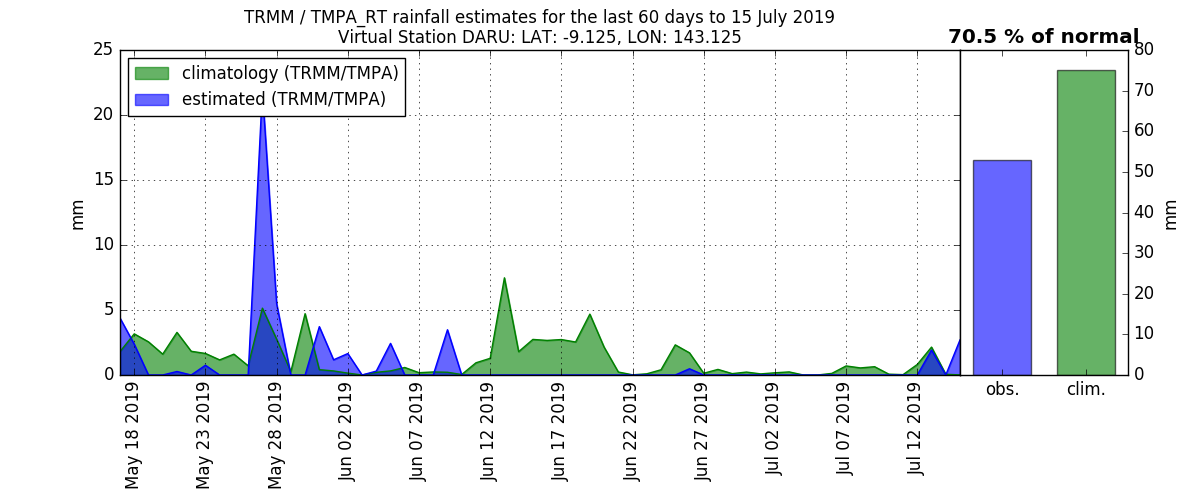 TRMM / TMPA_RT rainfall estimates for the last 60 days to 15 July 2019
Virtual Station DARU: LAT: -9.125, LON: 143.125
70.5 % of normal
climatology (TRMM/TMPA)
estimated (TRMM/TMPA)
25
20
15
10
5
0
mm
May 18 2019
May 23 2019
May 28 2019
Jun 02 2019
Jun 07 2019
Jun 12 2019
Jun 17 2019
Jun 22 2019
Jun 27 2019
Jul 02 2019
Jul 07 2019
Jul 12 2019
obs.
clim.
80
70
60
50
40
30
20
10
0
mm